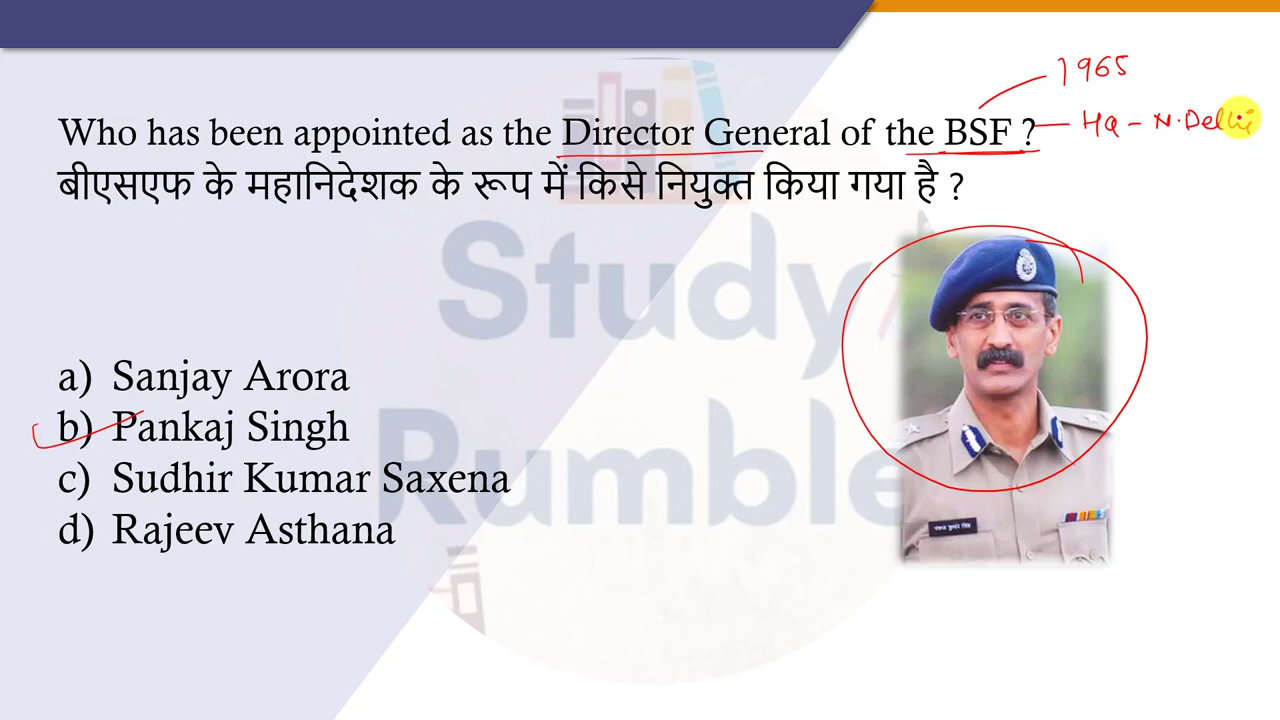 1965
Who has been appointed as the Director General of the BSF ? HQ - N.Delhi
बीएसएफ के महानिदेशक के रूप में किसे नियुक्त किया गया है ?
Study
Rumble
a) Sanjay Arora
b) Pankaj Singh
c) Sudhir Kumar Saxena
d) Rajeev Asthana